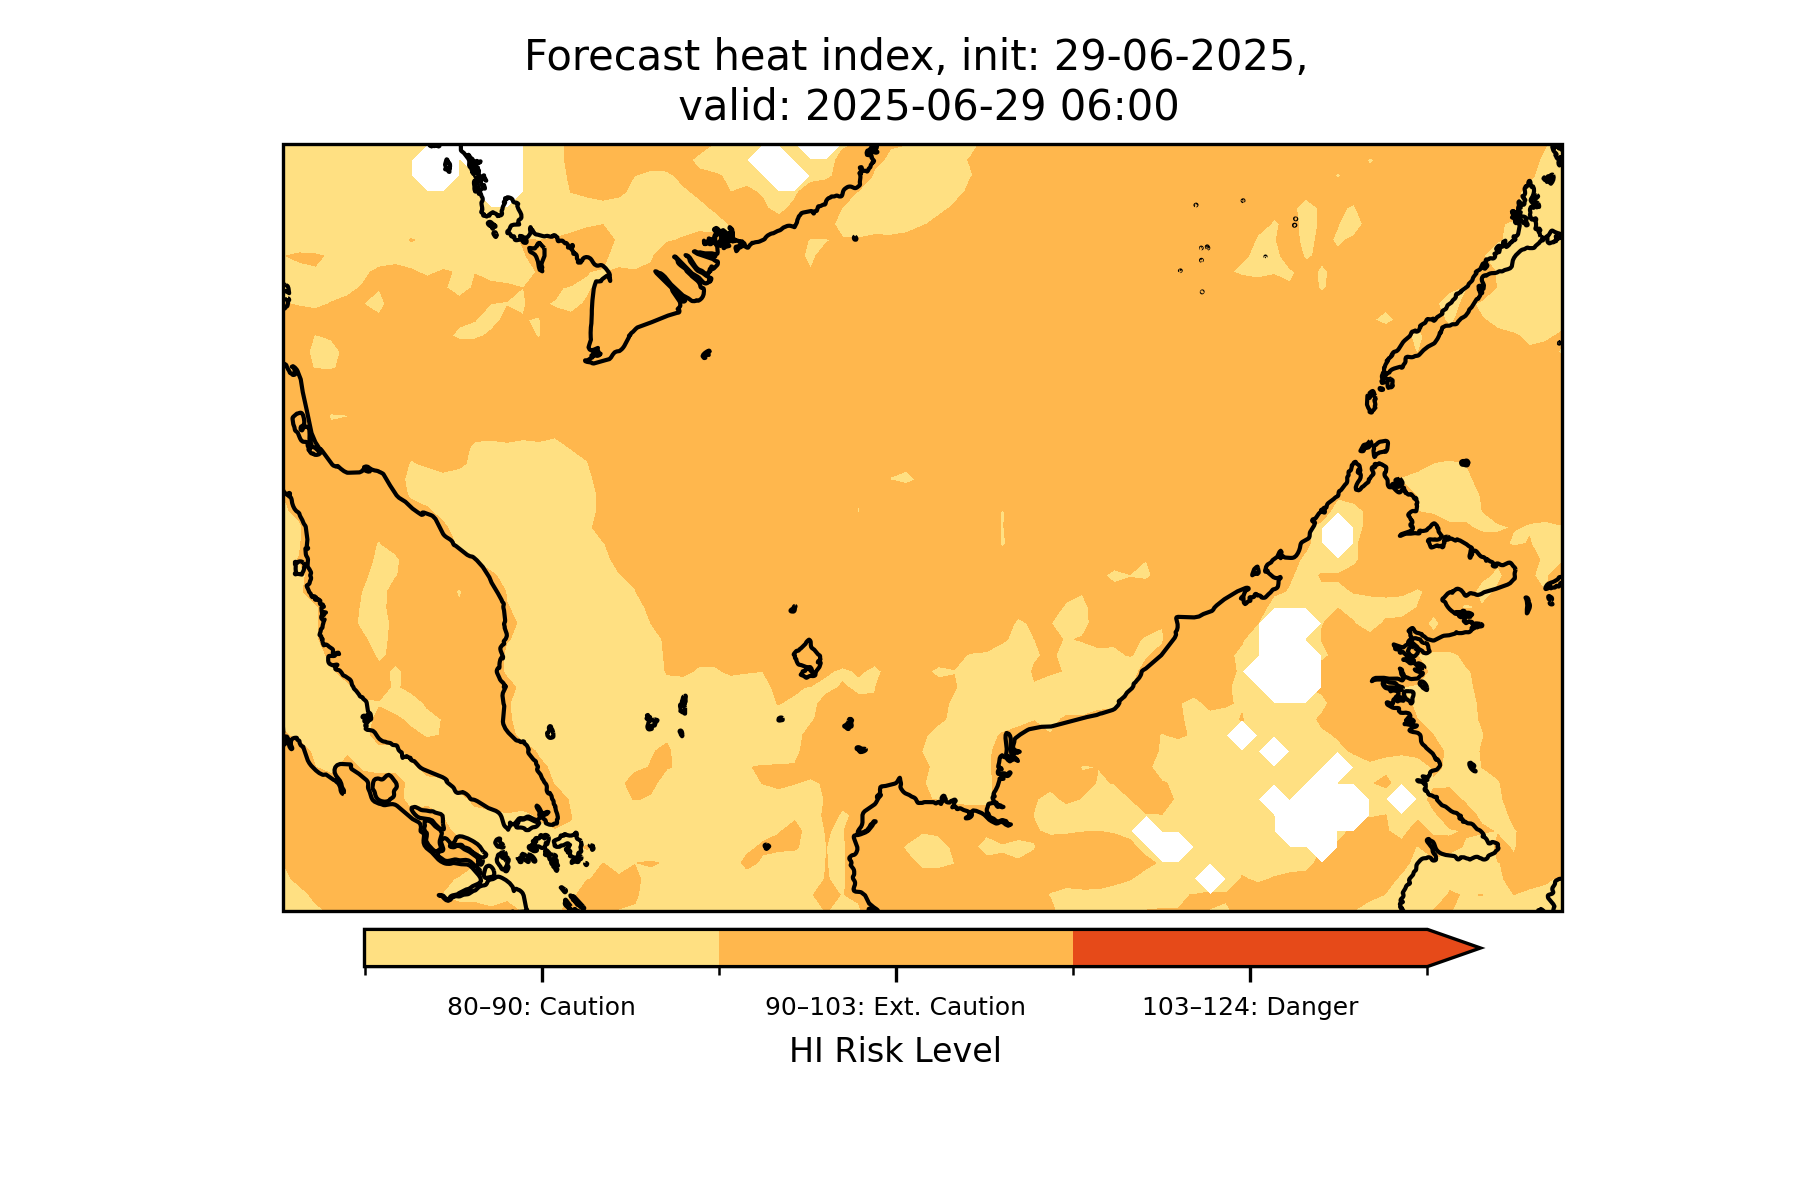 Forecast heat index, init: 29-06-2025,
valid: 2025-06-29 06:00
80–90: Caution
90–103: Ext. Caution
103–124: Danger
HI Risk Level